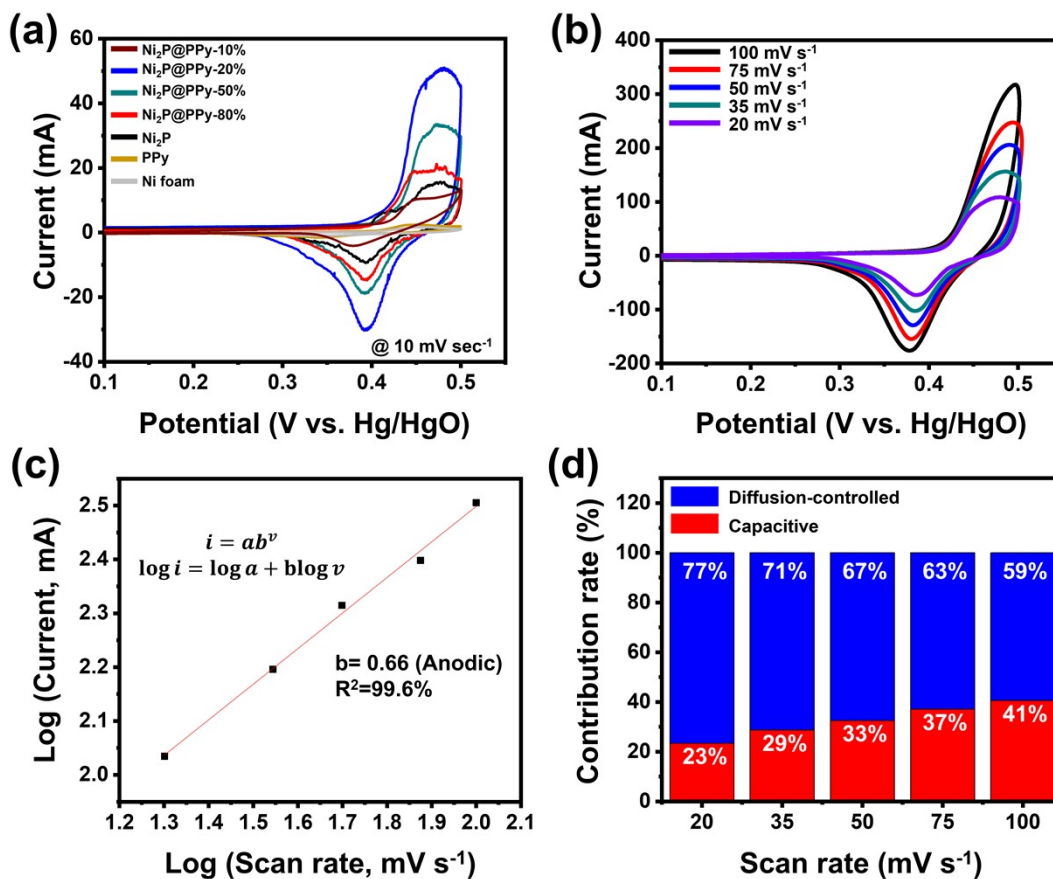 (a)
Ni₂P@PPy-10%
Ni₂P@PPy-20%
Ni₂P@PPy-50%
Ni₂P@PPy-80%
Ni₂P
PPy
Ni foam
@ 10 mV sec⁻¹
60
40
20
0
-20
-40
Current (mA)
0.1 0.2 0.3 0.4 0.5
Potential (V vs. Hg/HgO)
(b)
100 mV s⁻¹
75 mV s⁻¹
50 mV s⁻¹
35 mV s⁻¹
20 mV s⁻¹
400
300
200
100
0
-100
-200
Current (mA)
0.1 0.2 0.3 0.4 0.5
Potential (V vs. Hg/HgO)
(c)
i = abᵛ
log i = log a + blog v
b= 0.66 (Anodic)
R²=99.6%
2.5
2.4
2.3
2.2
2.1
2.0
Log (Current, mA)
1.2 1.3 1.4 1.5 1.6 1.7 1.8 1.9 2.0 2.1
Log (Scan rate, mV s⁻¹)
(d)
Diffusion-controlled
Capacitive
120
100
80
60
40
20
0
Contribution rate (%)
77% 71% 67% 63% 59%
23% 29% 33% 37% 41%
20 35 50 75 100
Scan rate (mV s⁻¹)